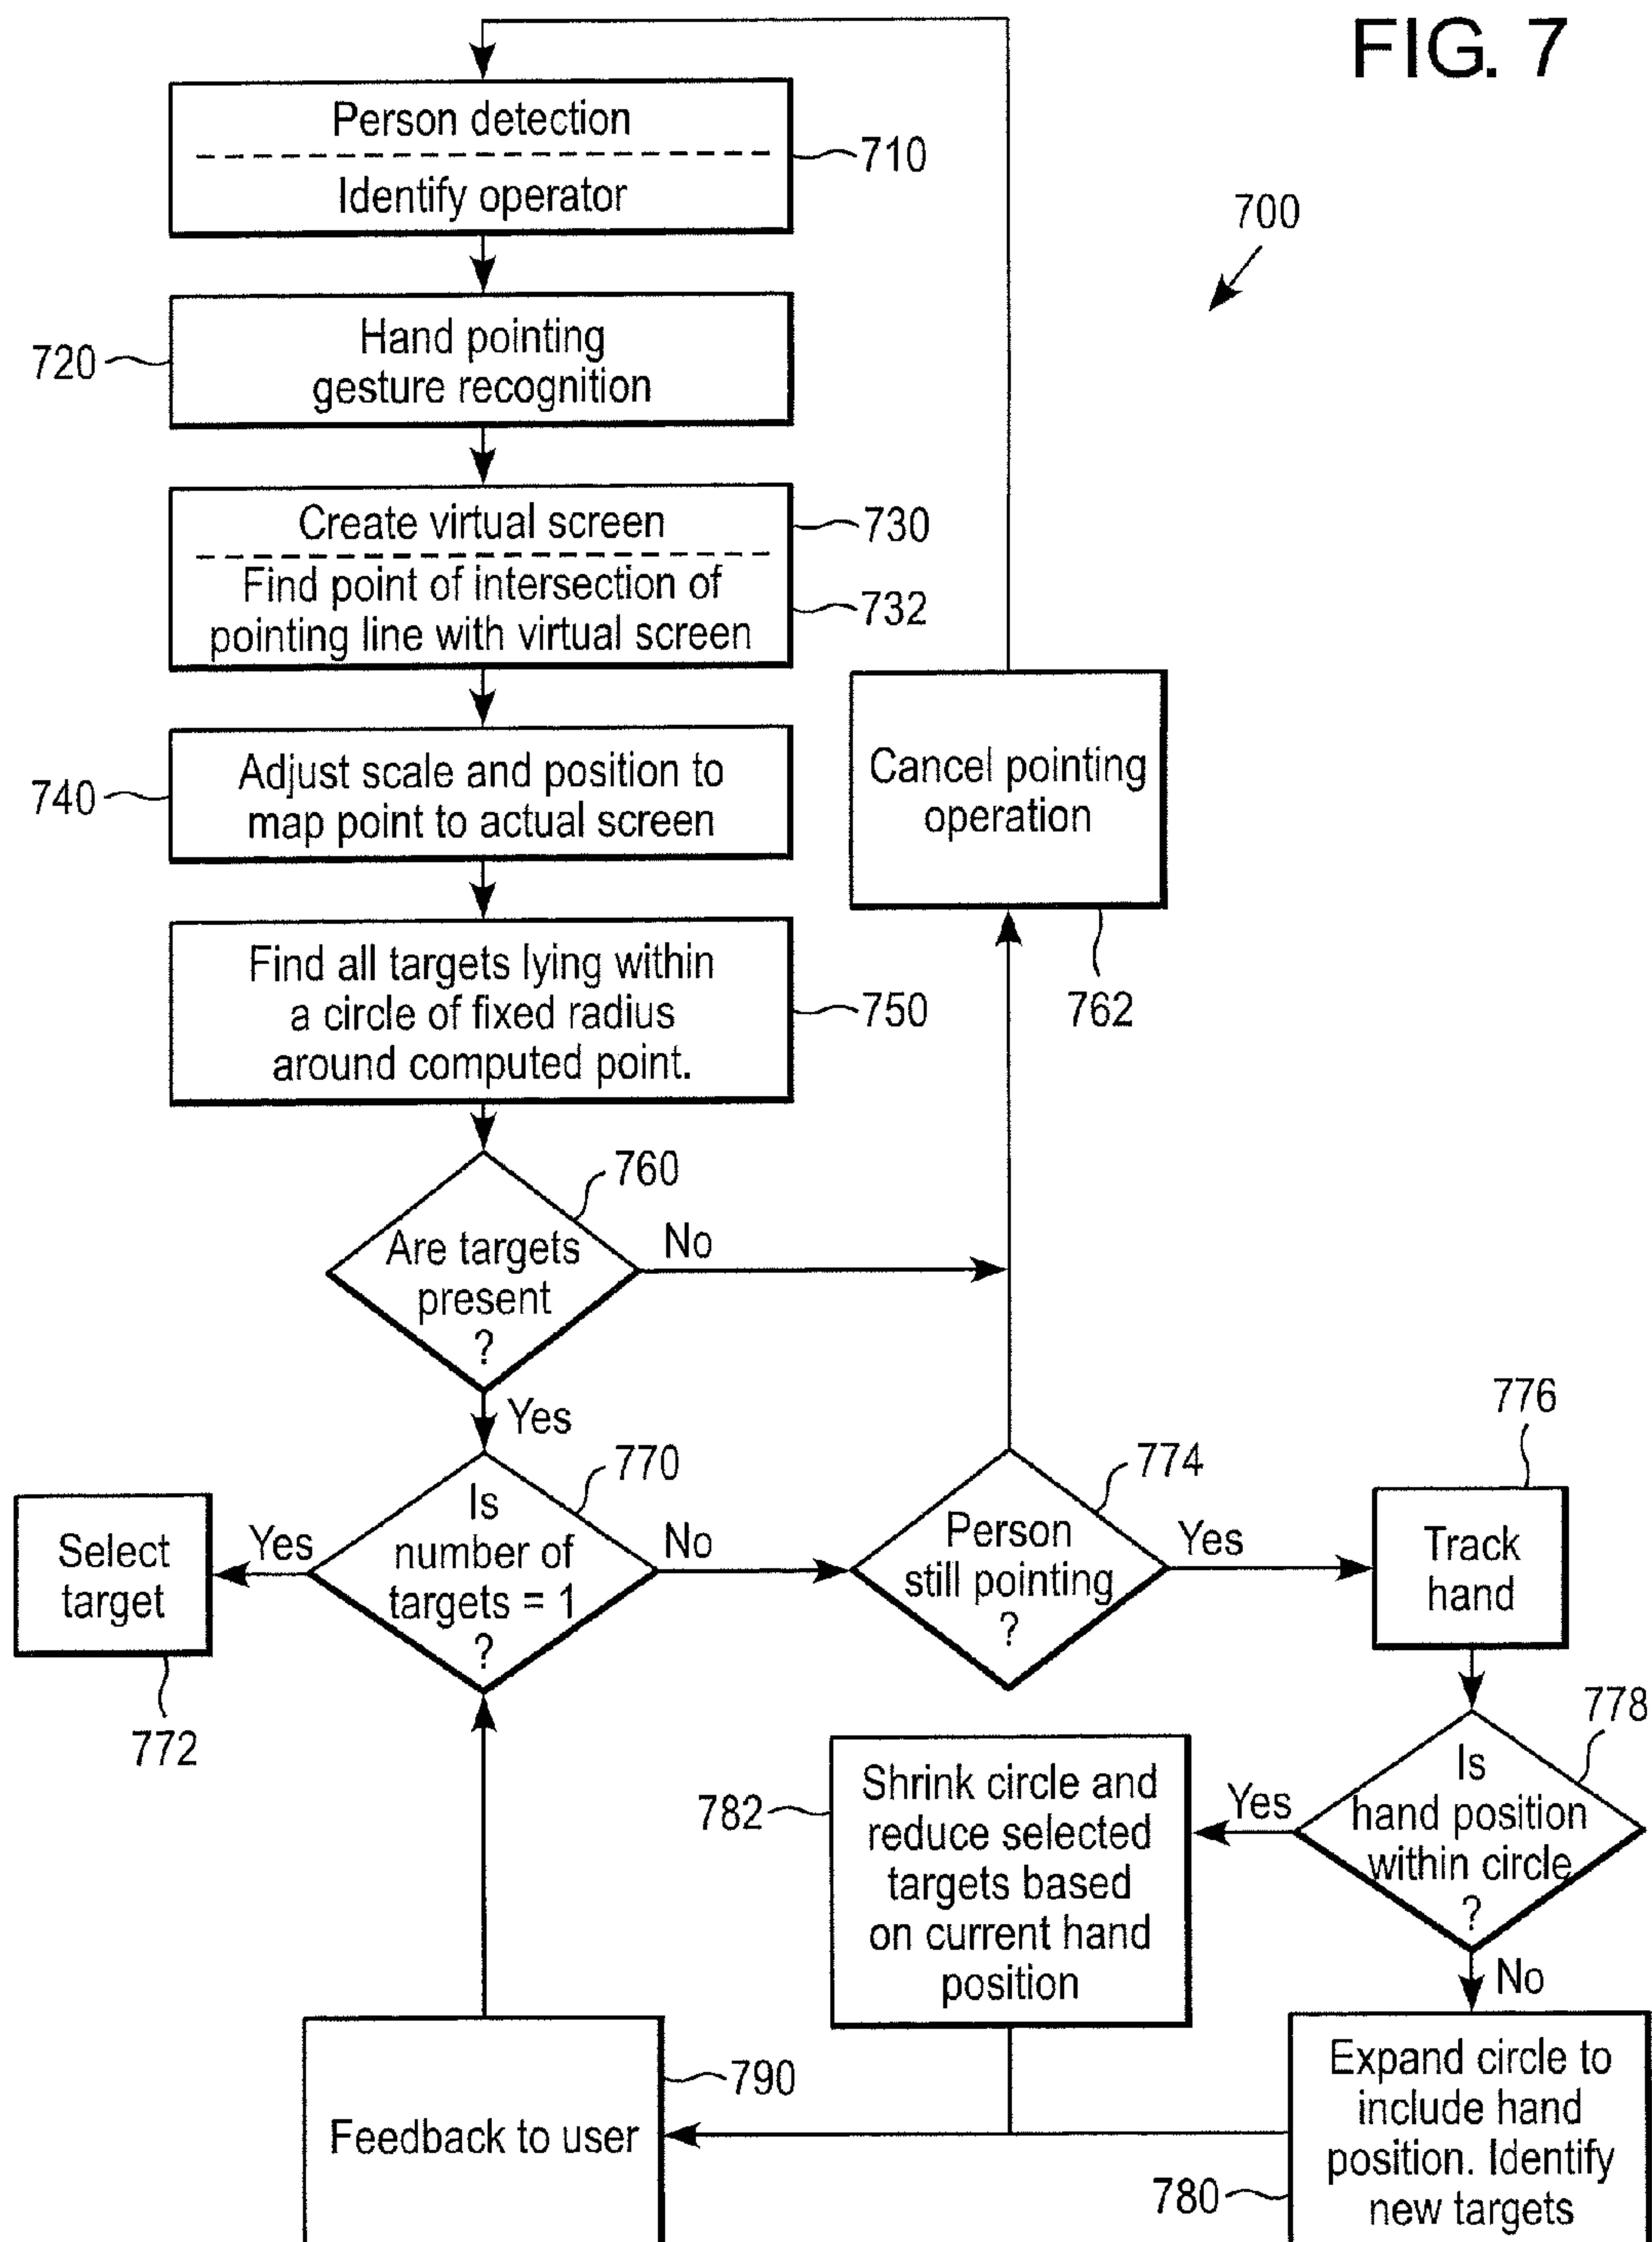 FIG. 7
Person detection
710
Identify operator
700
Hand pointing
gesture recognition
720
Create virtual screen
730
Find point of intersection of
pointing line with virtual screen
732
Adjust scale and position to
map point to actual screen
740
Cancel pointing
operation
762
Find all targets lying within
a circle of fixed radius
around computed point.
750
760
Are targets
present
?
No
Yes
770
Is
number of
targets = 1
?
Yes
Select
target
772
No
774
Person
still pointing
?
Yes
776
Track
hand
778
Is
hand position
within circle
?
Yes
782
Shrink circle and
reduce selected
targets based
on current hand
position
No
Expand circle to
include hand
position. Identify
new targets
780
790
Feedback to user